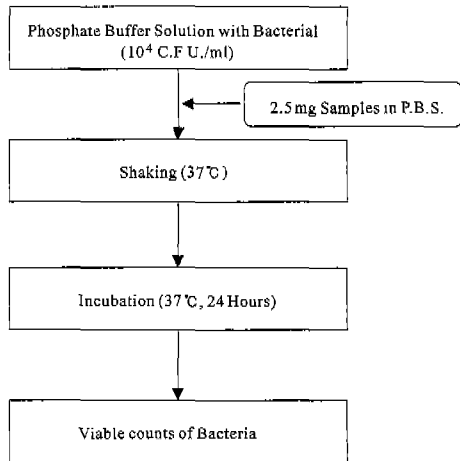 Phosphate Buffer Solution with Bacterial
(10⁴ C.F U./ml)
2.5 mg Samples in P.B.S.
Shaking (37℃)
Incubation (37℃, 24 Hours)
Viable counts of Bacteria